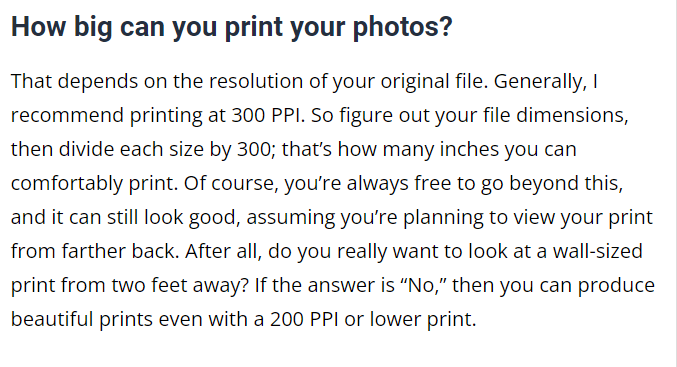 How big can you print your photos?
That depends on the resolution of your original file. Generally, I
recommend printing at 300 PPI. So figure out your file dimensions,
then divide each size by 300; that’s how many inches you can
comfortably print. Of course, you’re always free to go beyond this,
and it can still look good, assuming you’re planning to view your print
from farther back. After all, do you really want to look at a wall-sized
print from two feet away? If the answer is “No,” then you can produce
beautiful prints even with a 200 PPI or lower print.